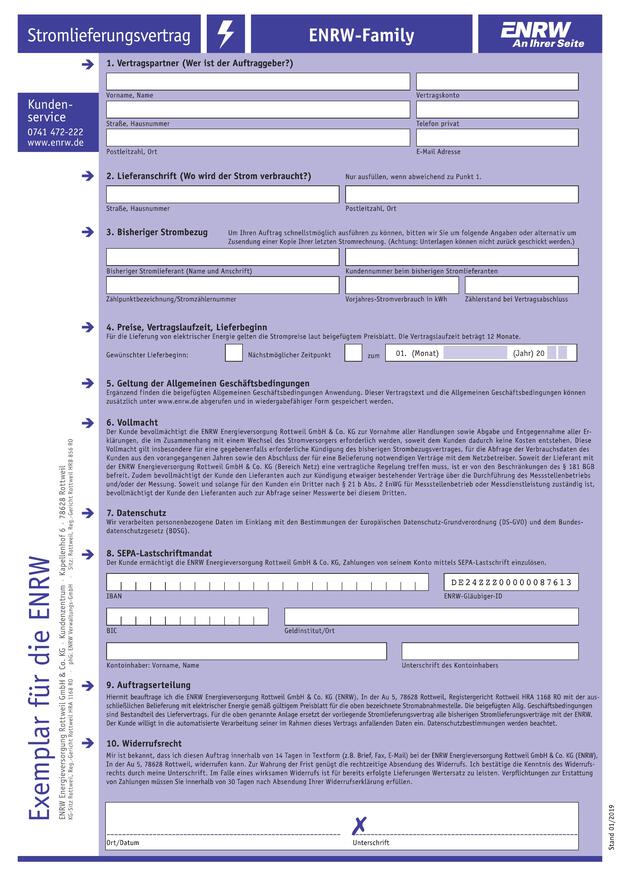 Stromlieferungsvertrag
ENRW-Family
ENRW
An Ihrer Seite
Kunden-
service
0741 472-222
www.enrw.de
1. Vertragspartner (Wer ist der Auftraggeber?)
Vorname, Name
Vertragskonto
Straße, Hausnummer
Telefon privat
Postleitzahl, Ort
E-Mail Adresse
2. Lieferanschrift (Wo wird der Strom verbraucht?)
Nur ausfüllen, wenn abweichend zu Punkt 1.
Straße, Hausnummer
Postleitzahl, Ort
3. Bisheriger Strombezug
Um Ihren Auftrag schnellstmöglich ausführen zu können, bitten wir Sie um folgende Angaben oder alternativ um
Zusendung einer Kopie Ihrer letzten Stromrechnung. (Achtung: Unterlagen können nicht zurück geschickt werden.)
Bisheriger Stromlieferant (Name und Anschrift)
Kundennummer beim bisherigen Stromlieferanten
Zählpunktbezeichnung/Stromzählernummer
Vorjahres-Stromverbrauch in kWh
Zählerstand bei Vertragsabschluss
4. Preise, Vertragslaufzeit, Lieferbeginn
Für die Lieferung von elektrischer Energie gelten die Strompreise laut beigefügtem Preisblatt. Die Vertragslaufzeit beträgt 12 Monate.
Gewünschter Lieferbeginn:
Nächstmöglicher Zeitpunkt
zum
01. (Monat)
(Jahr) 20
5. Geltung der Allgemeinen Geschäftsbedingungen
Ergänzend finden die beigefügten Allgemeinen Geschäftsbedingungen Anwendung. Dieser Vertragstext und die Allgemeinen Geschäftsbedingungen können
zusätzlich unter www.enrw.de abgerufen und in wiedergabefähiger Form gespeichert werden.
6. Vollmacht
Der Kunde bevollmächtigt die ENRW Energieversorgung Rottweil GmbH & Co. KG zur Vornahme aller Handlungen sowie Abgabe und Entgegennahme aller Er-
klärungen, die im Zusammenhang mit einem Wechsel des Stromversorgers erforderlich werden, soweit dem Kunden dadurch keine Kosten entstehen. Diese
Vollmacht gilt insbesondere für eine gegebenenfalls erforderliche Kündigung des bisherigen Strombezugsvertrages, für die Abfrage der Verbrauchsdaten des
Kunden aus vorangegangenen Jahren sowie den Abschluss der für eine Belieferung notwendigen Verträge mit dem Netzbetreiber. Soweit der Lieferant mit
der ENRW Energieversorgung Rottweil GmbH & Co. KG (Bereich Netz) eine vertragliche Regelung treffen muss, ist er von den Beschränkungen des § 181 BGB
befreit. Zudem bevollmächtigt der Kunde den Lieferanten auch zur Kündigung etwaiger bestehender Verträge über die Durchführung des Messstellenbetriebs
und/oder der Messung. Soweit und solange für den Kunden ein Dritter nach § 21 b Abs. 2 EnWG für Messstellenbetrieb oder Messdienstleistung zuständig ist,
bevollmächtigt der Kunde den Lieferanten auch zur Abfrage seiner Messwerte bei diesem Dritten.
7. Datenschutz
Wir verarbeiten personenbezogene Daten im Einklang mit den Bestimmungen der Europäischen Datenschutz-Grundverordnung (DS-GVO) und dem Bundes-
datenschutzgesetz (BDSG).
8. SEPA-Lastschriftmandat
Der Kunde ermächtigt die ENRW Energieversorgung Rottweil GmbH & Co. KG, Zahlungen von seinem Konto mittels SEPA-Lastschrift einzulösen.
DE24ZZZ00000087613
IBAN
ENRW-Gläubiger-ID
BIC
Geldinstitut/Ort
Kontoinhaber: Vorname, Name
Unterschrift des Kontoinhabers
9. Auftragserteilung
Hiermit beauftrage ich die ENRW Energieversorgung Rottweil GmbH & Co. KG (ENRW), In der Au 5, 78628 Rottweil, Registergericht Rottweil HRA 1168 RO mit der aus-
schließlichen Belieferung mit elektrischer Energie gemäß gültigem Preisblatt für die oben bezeichnete Stromabnahmestelle. Die beigefügten Allg. Geschäftsbedingungen
sind Bestandteil des Liefervertrags. Für die oben genannte Anlage ersetzt der vorliegende Stromlieferungsvertrag alle bisherigen Stromlieferungsverträge mit der ENRW.
Der Kunde willigt in die automatisierte Verarbeitung seiner im Rahmen dieses Vertrags anfallenden Daten ein. Datenschutzbestimmungen werden beachtet.
10. Widerrufsrecht
Mir ist bekannt, dass ich diesen Auftrag innerhalb von 14 Tagen in Textform (z.B. Brief, Fax, E-Mail) bei der ENRW Energieversorgung Rottweil GmbH & Co. KG (ENRW),
In der Au 5, 78628 Rottweil, widerrufen kann. Zur Wahrung der Frist genügt die rechtzeitige Absendung des Widerrufs. Ich bestätige die Kenntnis des Widerrufs-
rechts durch meine Unterschrift. Im Falle eines wirksamen Widerrufs ist für bereits erfolgte Lieferungen Wertersatz zu leisten. Verpflichtungen zur Erstattung
von Zahlungen müssen Sie innerhalb von 30 Tagen nach Absendung Ihrer Widerrufserklärung erfüllen.
Ort/Datum
✗
Unterschrift
Exemplar für die ENRW
ENRW Energieversorgung Rottweil GmbH & Co. KG · Kundenzentrum · Kapellenhof 6 · 78628 Rottweil
KG-Sitz Rottweil, Reg.-Gericht Rottweil HRA 1168 RO · phG: ENRW Verwaltungs-GmbH · Sitz: Rottweil, Reg.-Gericht Rottweil HRB 856 RO
Stand 01/2019